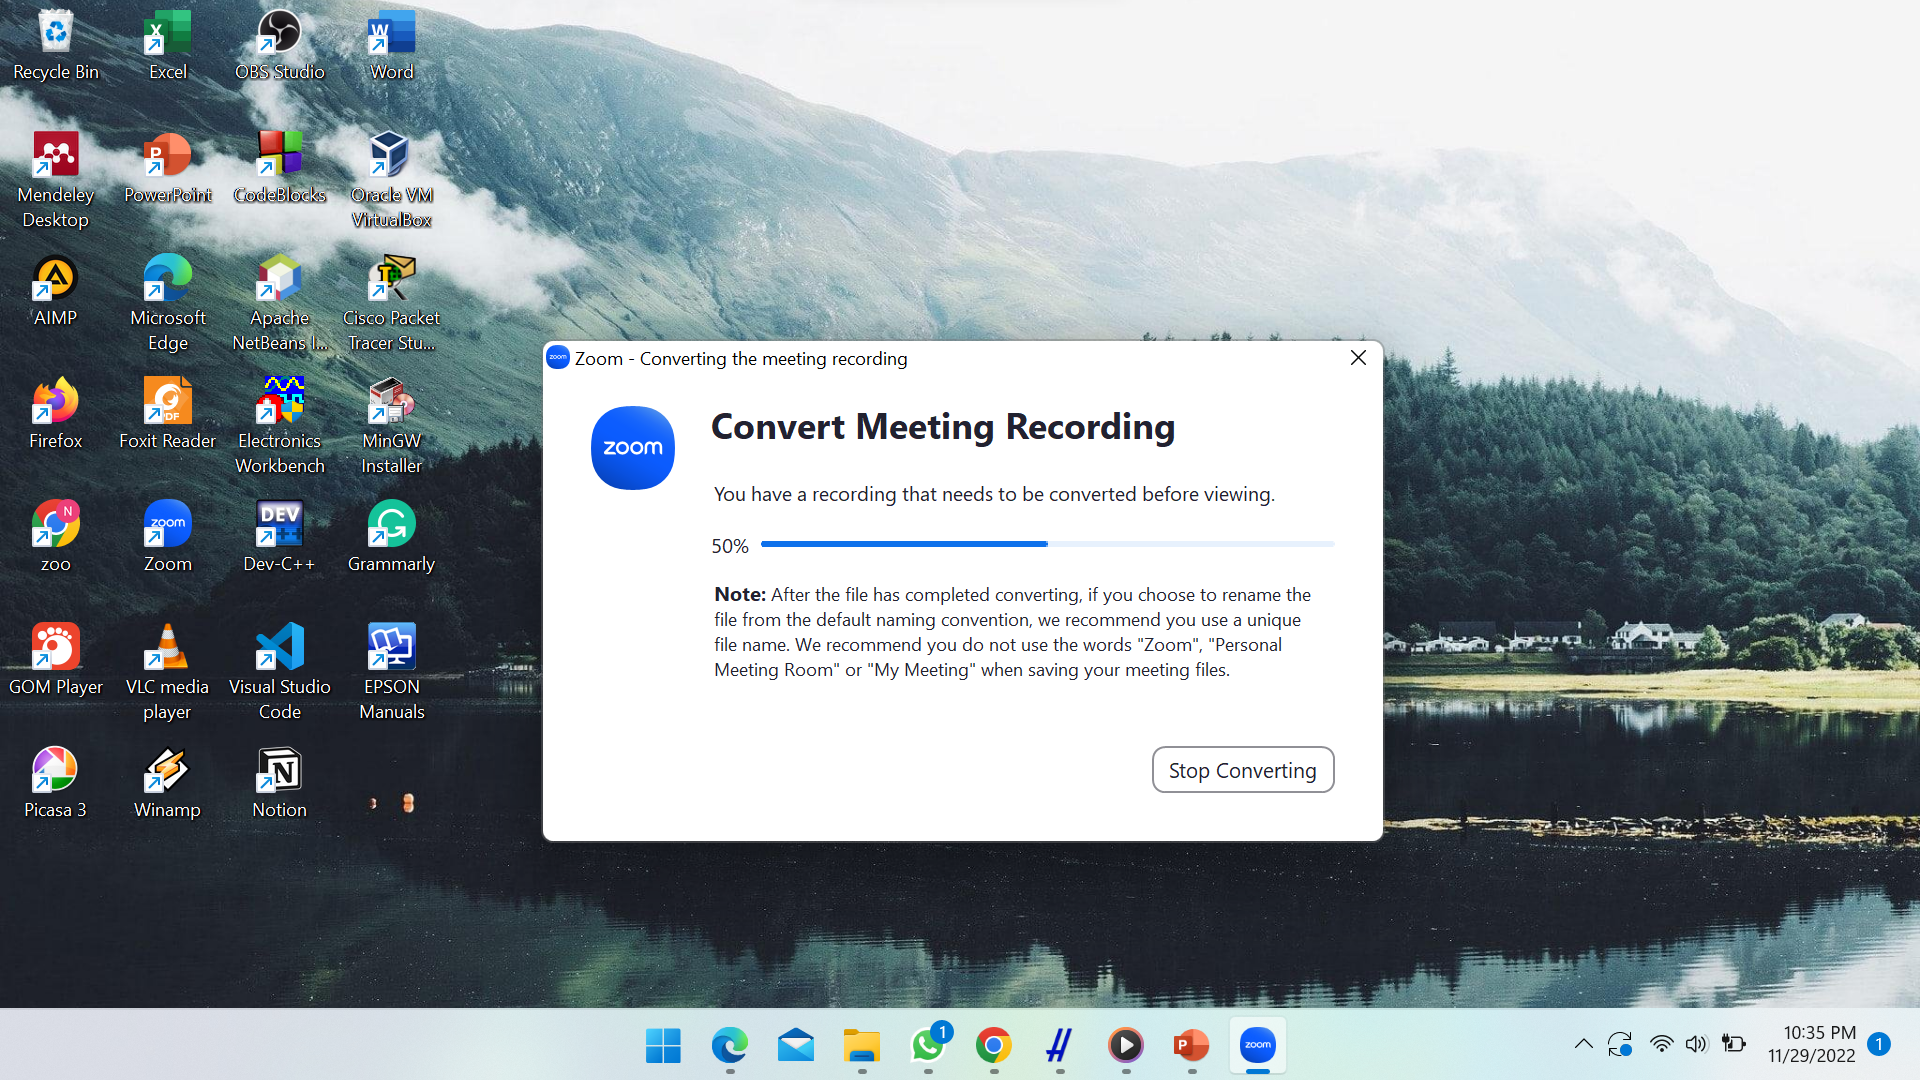 Recycle Bin
Excel
OBS Studio
Word
Mendeley
Desktop
PowerPoint
CodeBlocks
Oracle VM
VirtualBox
AIMP
Microsoft
Edge
Apache
NetBeans I...
Cisco Packet
Tracer Stu...
Firefox
Foxit Reader
Electronics
Workbench
MinGW
Installer
zoo
Zoom
Dev-C++
Grammarly
GOM Player
VLC media
player
Visual Studio
Code
EPSON
Manuals
Picasa 3
Winamp
Notion
PDF
N
zoom
DEV
zoom
Zoom - Converting the meeting recording
zoom
Convert Meeting Recording
You have a recording that needs to be converted before viewing.
50%
Note: After the file has completed converting, if you choose to rename the
file from the default naming convention, we recommend you use a unique
file name. We recommend you do not use the words "Zoom", "Personal
Meeting Room" or "My Meeting" when saving your meeting files.
Stop Converting
1
P
zoom
10:35 PM
11/29/2022
1